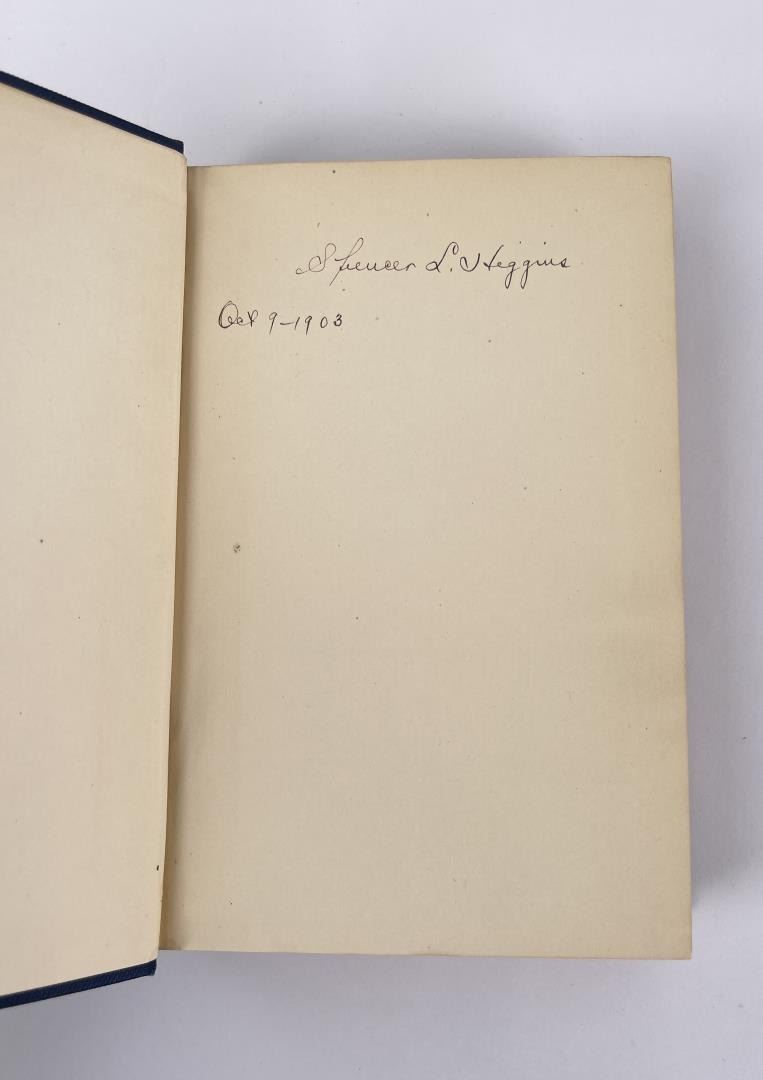 Spencer L. Higgins
Oct 9-1903